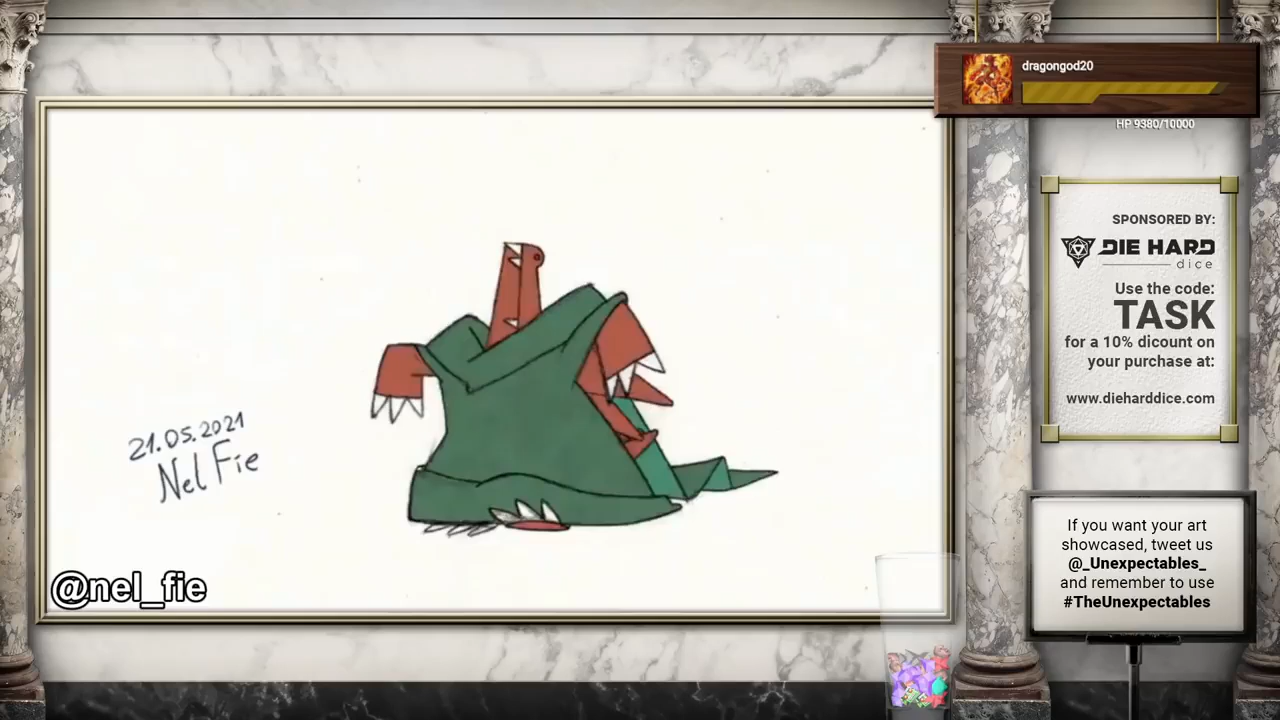 dragongod20
HP 9380/10000
SPONSORED BY:
DIE HARD
dice
Use the code:
TASK
for a 10% dicount on
your purchase at:
www.dieharddice.com
21.05.2021
Nel Fie
@nel_fie
If you want your art
showcased, tweet us
@_Unexpectables_
and remember to use
#TheUnexpectables